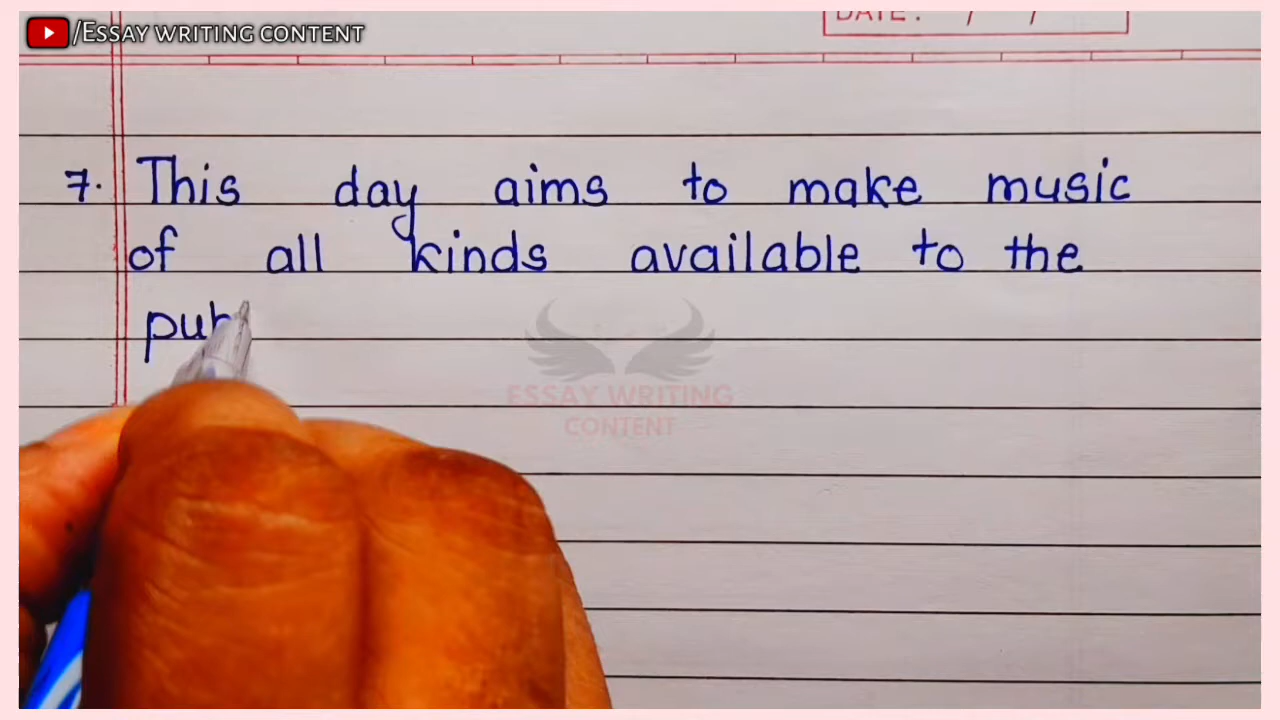 /Essay writing content
DATE: / /
7. This day aims to make music
of all kinds available to the
pub
ESSAY WRITING
CONTENT